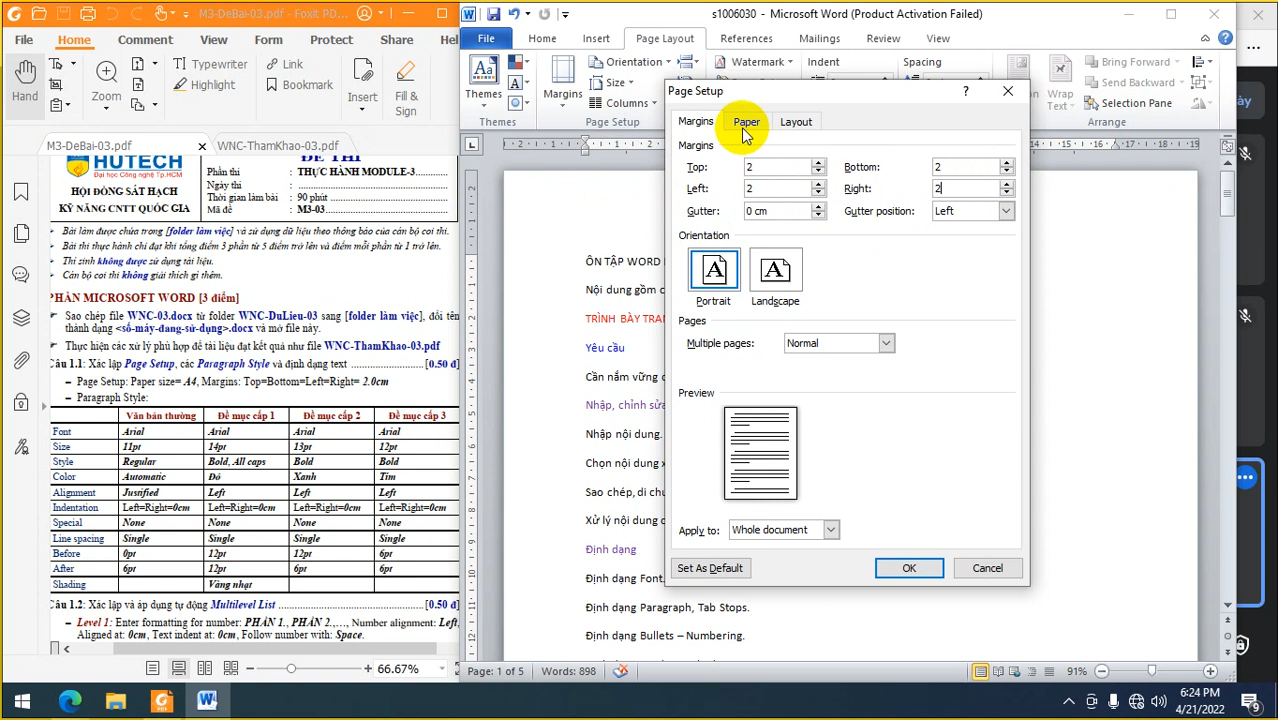 M3-DeBai-03.pdf - Foxit PD...
File Home Comment View Form Protect Share Hel
Hand
Zoom
Typewriter
Highlight
Link
Bookmark
Insert
Fill &
Sign
M3-DeBai-03.pdf
WNC-ThamKhao-03.pdf
HUTECH
Đại học Công nghệ Tp.HCM
HỘI ĐỒNG SÁT HẠCH
KỸ NĂNG CNTT QUỐC GIA
ĐỀ THI
Phần thi : THỰC HÀNH MODULE-3
Ngày thi :
Thời gian làm bài : 90 phút
Mã đề : M3-03
Bài làm được chứa trong [folder làm việc] và sử dụng dữ liệu theo thông báo của cán bộ coi thi.
Bài thi thực hành chỉ đạt khi tổng điểm 3 phần từ 5 điểm trở lên và điểm mỗi phần từ 1 trở lên.
Thí sinh không được sử dụng tài liệu.
Cán bộ coi thi không giải thích gì thêm.
PHẦN MICROSOFT WORD [3 điểm]
Sao chép file WNC-03.docx từ folder WNC-DuLieu-03 sang [folder làm việc], đổi tên
thành dạng <số-máy-đang-sử-dụng>.docx và mở file này.
Thực hiện các xử lý phù hợp để tài liệu đạt kết quả như file WNC-ThamKhao-03.pdf
Câu 1.1: Xác lập Page Setup, các Paragraph Style và định dạng text [0.50 đ]
– Page Setup: Paper size= A4, Margins: Top=Bottom=Left=Right= 2.0cm
– Paragraph Style:
Văn bản thường Đề mục cấp 1 Đề mục cấp 2 Đề mục cấp 3
Font Arial Arial Arial Arial
Size 11pt 14pt 13pt 12pt
Style Regular Bold, All caps Bold Bold
Color Automatic Đỏ Xanh Tím
Alignment Justified Left Left Left
Indentation Left=Right=0cm Left=Right=0cm Left=Right=0cm Left=Right=0cm
Special None None None None
Line spacing Single Single Single Single
Before 0pt 12pt 12pt 6pt
After 6pt 12pt 6pt 6pt
Shading Vàng nhạt
Câu 1.2: Xác lập và áp dụng tự động Multilevel List [0.50 đ]
– Level 1: Enter formatting for number: PHẦN 1., PHẦN 2.,…, Number alignment: Left,
Aligned at: 0cm, Text indent at: 0cm, Follow number with: Space.
66.67%
s1006030 - Microsoft Word (Product Activation Failed)
File Home Insert Page Layout References Mailings Review View
Themes
Themes
Margins
Orientation
Size
Columns
Page Setup
Watermark
Indent
Spacing
Wrap
Text
Bring Forward
Send Backward
Selection Pane
Arrange
Page Setup
Margins Paper Layout
Margins
Top: 2 Bottom: 2
Left: 2 Right: 2
Gutter: 0 cm Gutter position: Left
Orientation
Portrait Landscape
Pages
Multiple pages: Normal
Preview
Apply to: Whole document
Set As Default OK Cancel
ÔN TẬP WORD
Nội dung gồm c
TRÌNH BÀY TRAN
Yêu cầu
Cần nắm vững c
Nhập, chỉnh sửa
Nhập nội dung.
Chọn nội dung x
Sao chép, di chu
Xử lý nội dung
Định dạng
Định dạng Font.
Định dạng Paragraph, Tab Stops.
Định dạng Bullets – Numbering.
Page: 1 of 5 Words: 898 91%
ày
6:24 PM
4/21/2022
9